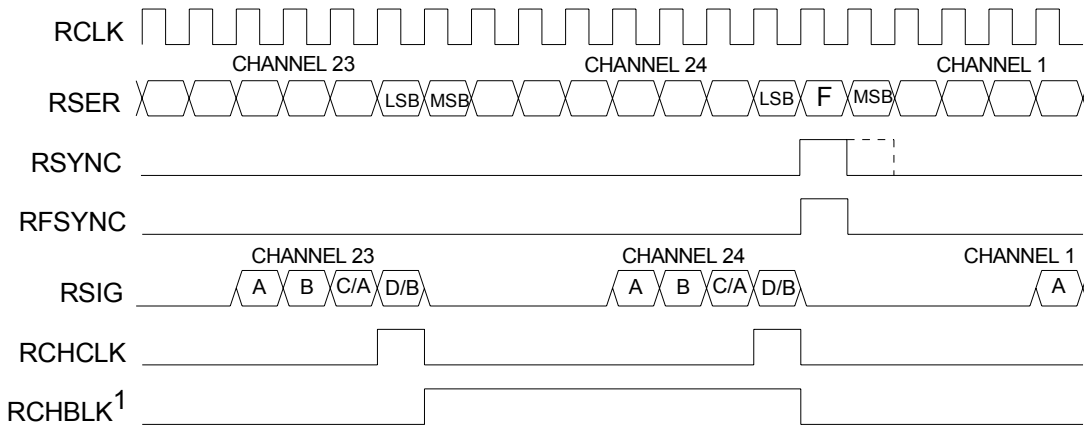 RCLK
CHANNEL 23 CHANNEL 24 CHANNEL 1
RSER LSB MSB LSB F MSB
RSYNC
RFSYNC
CHANNEL 23 CHANNEL 24 CHANNEL 1
RSIG A B C/A D/B A B C/A D/B A
RCHCLK
RCHBLK1